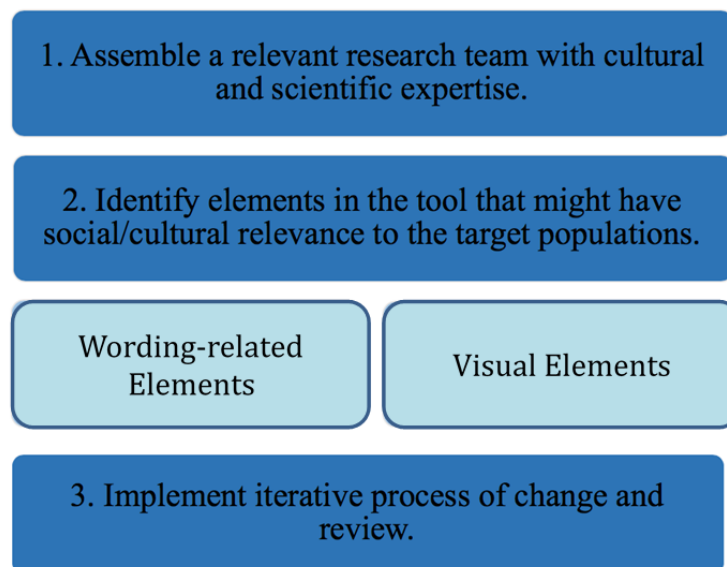 1. Assemble a relevant research team with cultural
and scientific expertise.
2. Identify elements in the tool that might have
social/cultural relevance to the target populations.
Wording-related
Elements
Visual Elements
3. Implement iterative process of change and
review.